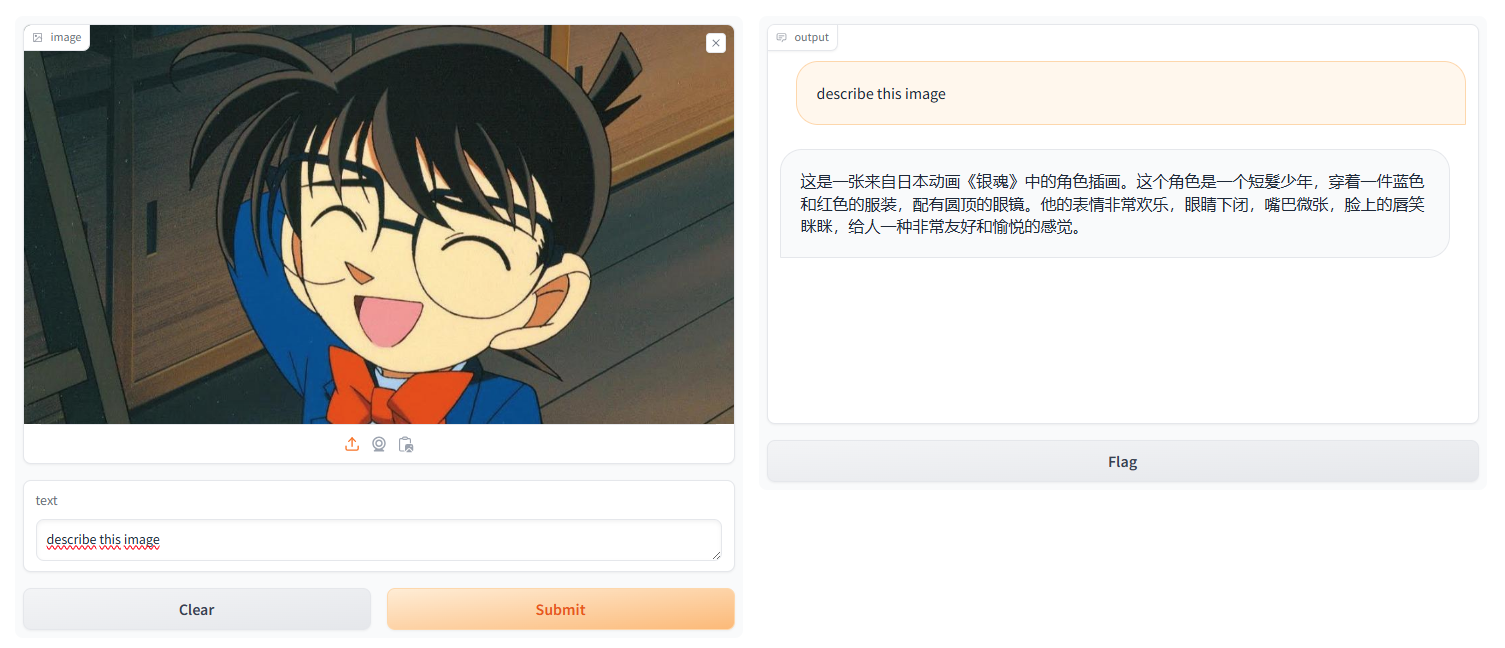 image
text
describe this image
Clear
Submit
output
describe this image
这是一张来自日本动画《银魂》中的角色插画。这个角色是一个短髮少年，穿着一件蓝色
和红色的服装，配有圆顶的眼镜。他的表情非常欢乐，眼睛下闭，嘴巴微张，脸上的唇笑
眯眯，给人一种非常友好和愉悦的感觉。
Flag